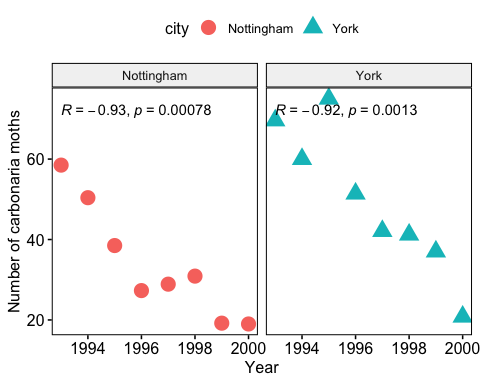 city Nottingham York
Nottingham York
R = −0.93, p = 0.00078 R = −0.92, p = 0.0013
Number of carbonaria moths
60
40
20
1994 1996 1998 2000 1994 1996 1998 2000
Year